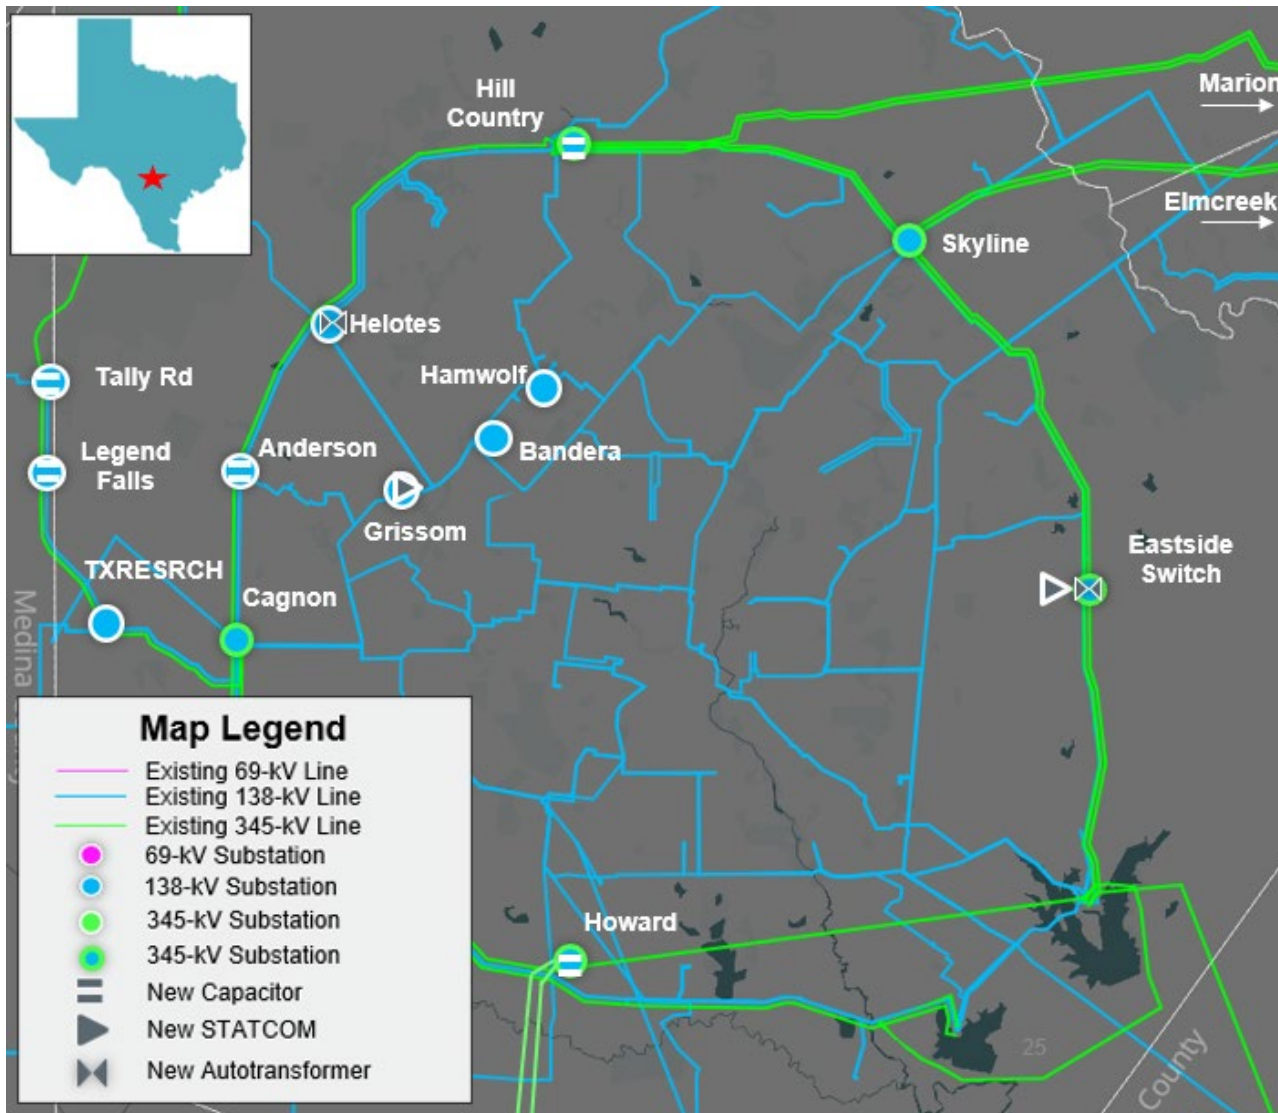 Marion
Hill
Country
Elmcreek
Skyline
Helotes
Tally Rd
Hamwolf
Anderson
Bandera
Legend
Falls
Grissom
Eastside
Switch
TXRESRCH
Cagnon
Medina
Map Legend
Existing 69-kV Line
Existing 138-kV Line
Existing 345-kV Line
69-kV Substation
138-kV Substation
345-kV Substation
345-kV Substation
New Capacitor
New STATCOM
New Autotransformer
Howard
25
County